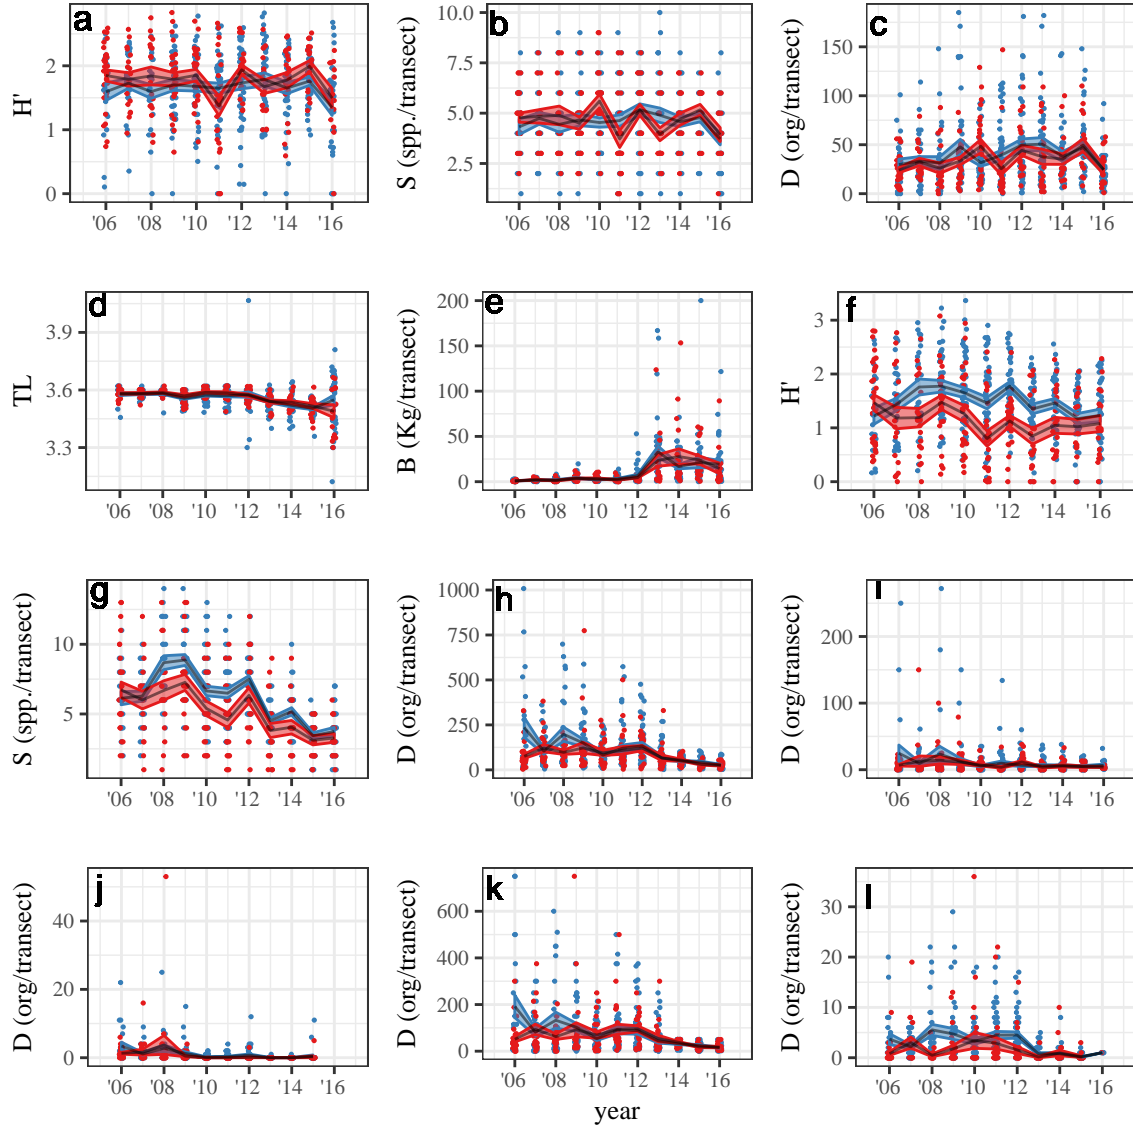 a
H'
2
1
0
'06 '08 '10 '12 '14 '16
b
S (spp./transect)
10.0
7.5
5.0
2.5
'06 '08 '10 '12 '14 '16
c
D (org/transect)
150
100
50
0
'06 '08 '10 '12 '14 '16
d
TL
3.9
3.6
3.3
'06 '08 '10 '12 '14 '16
e
B (Kg/transect)
200
150
100
50
0
'06 '08 '10 '12 '14 '16
f
H'
3
2
1
0
'06 '08 '10 '12 '14 '16
g
S (spp./transect)
10
5
'06 '08 '10 '12 '14 '16
h
D (org/transect)
1000
750
500
250
0
'06 '08 '10 '12 '14 '16
I
D (org/transect)
200
100
0
'06 '08 '10 '12 '14 '16
j
D (org/transect)
40
20
0
'06 '08 '10 '12 '14 '16
k
D (org/transect)
600
400
200
0
'06 '08 '10 '12 '14 '16
l
D (org/transect)
30
20
10
0
'06 '08 '10 '12 '14 '16
year